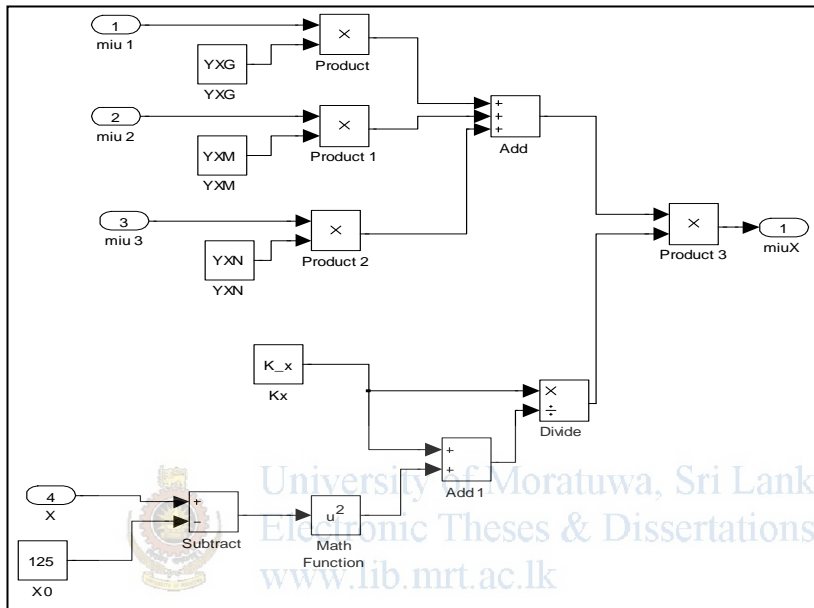 1
miu 1
YXG
YXG
×
Product
2
miu 2
YXM
YXM
×
Product 1
+
+
+
Add
3
miu 3
YXN
YXN
×
Product 2
×
Product 3
1
miuX
K_x
Kx
×
÷
Divide
+
+
Add 1
4
X
125
X0
+
−
Subtract
u²
Math
Function
University of Moratuwa, Sri Lank
Electronic Theses & Dissertations
www.lib.mrt.ac.lk